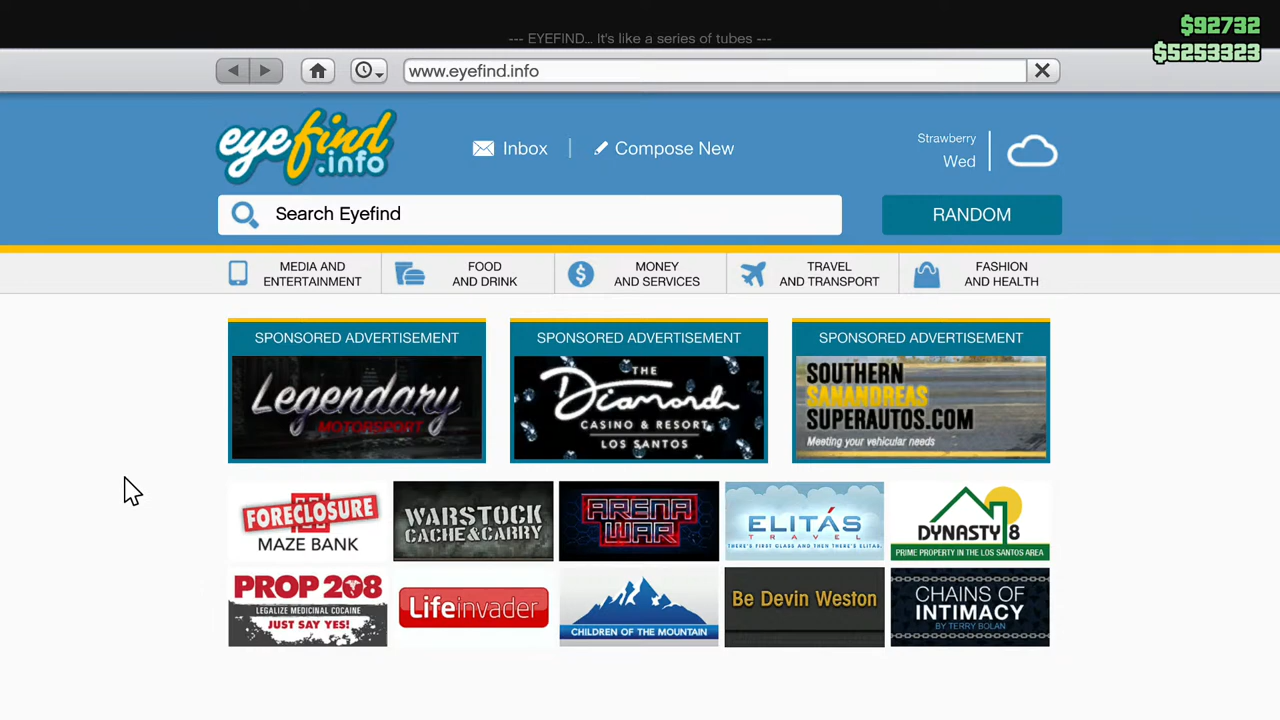 --- EYEFIND... It's like a series of tubes ---
$92732
$5253323
www.eyefind.info
eyefind
.info
Inbox
Compose New
Strawberry
Wed
Search Eyefind
RANDOM
MEDIA AND
ENTERTAINMENT
FOOD
AND DRINK
MONEY
AND SERVICES
TRAVEL
AND TRANSPORT
FASHION
AND HEALTH
SPONSORED ADVERTISEMENT
Legendary
MOTORSPORT
SPONSORED ADVERTISEMENT
THE
Diamond
CASINO & RESORT
LOS SANTOS
SPONSORED ADVERTISEMENT
SOUTHERN
SANANDREAS
SUPERAUTOS.COM
Meeting your vehicular needs
FORECLOSURE
MAZE BANK
WARSTOCK
CACHE&CARRY
ARENA
WAR
ELITÁS
TRAVEL
THERE'S FIRST CLASS AND THEN THERE'S ELITAS.
DYNASTY 8
PRIME PROPERTY IN THE LOS SANTOS AREA
PROP 208
LEGALIZE MEDICINAL COCAINE
JUST SAY YES!
Lifeinvader
CHILDREN OF THE MOUNTAIN
Be Devin Weston
CHAINS OF
INTIMACY
BY TERRY BOLAN